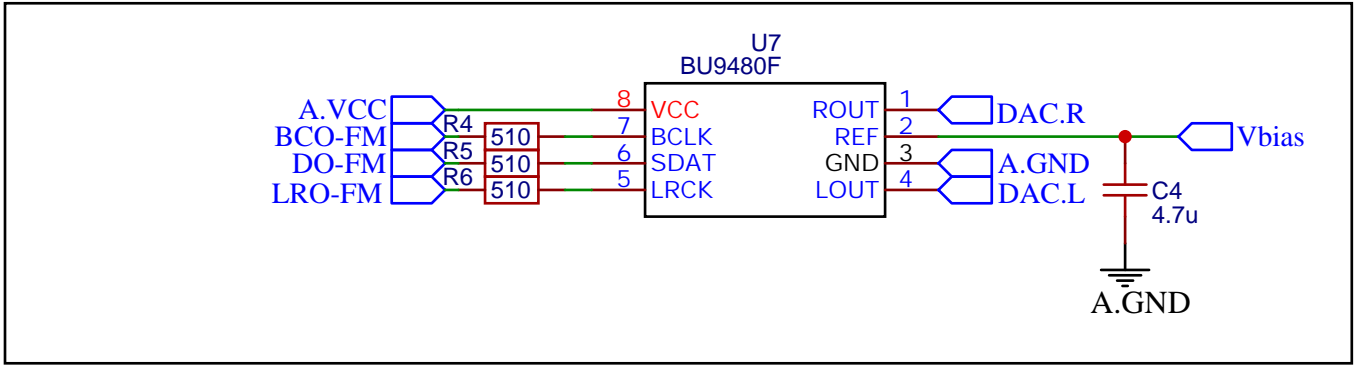 U7
BU9480F
A.VCC 8 VCC ROUT 1 DAC.R
BCO-FM R4 510 7 BCLK REF 2 Vbias
DO-FM R5 510 6 SDAT GND 3 A.GND
LRO-FM R6 510 5 LRCK LOUT 4 DAC.L
C4
4.7u
A.GND